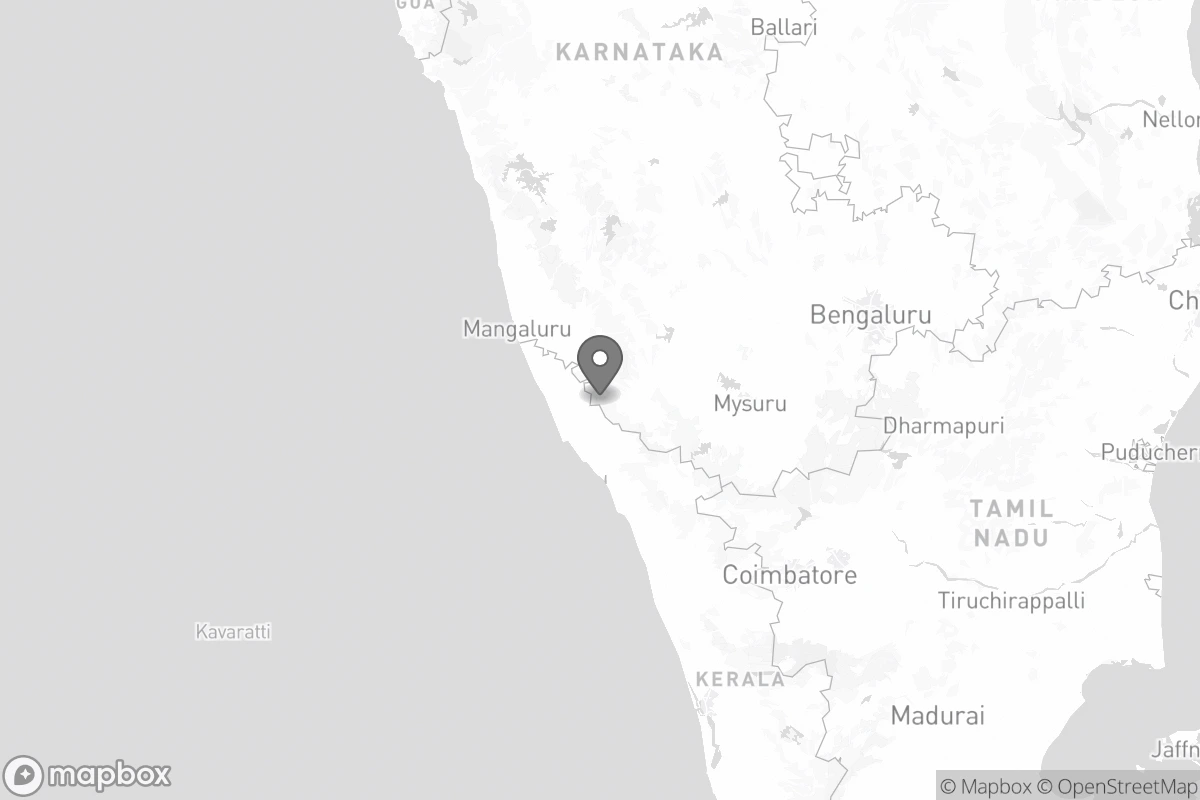 GOA
Ballari
KARNATAKA
Nellor
Mangaluru
Bengaluru
Ch
Mysuru
Dharmapuri
Puducherr
TAMIL
NADU
Coimbatore
Tiruchirappalli
Kavaratti
KERALA
Madurai
Jaffn
mapbox
© Mapbox © OpenStreetMap